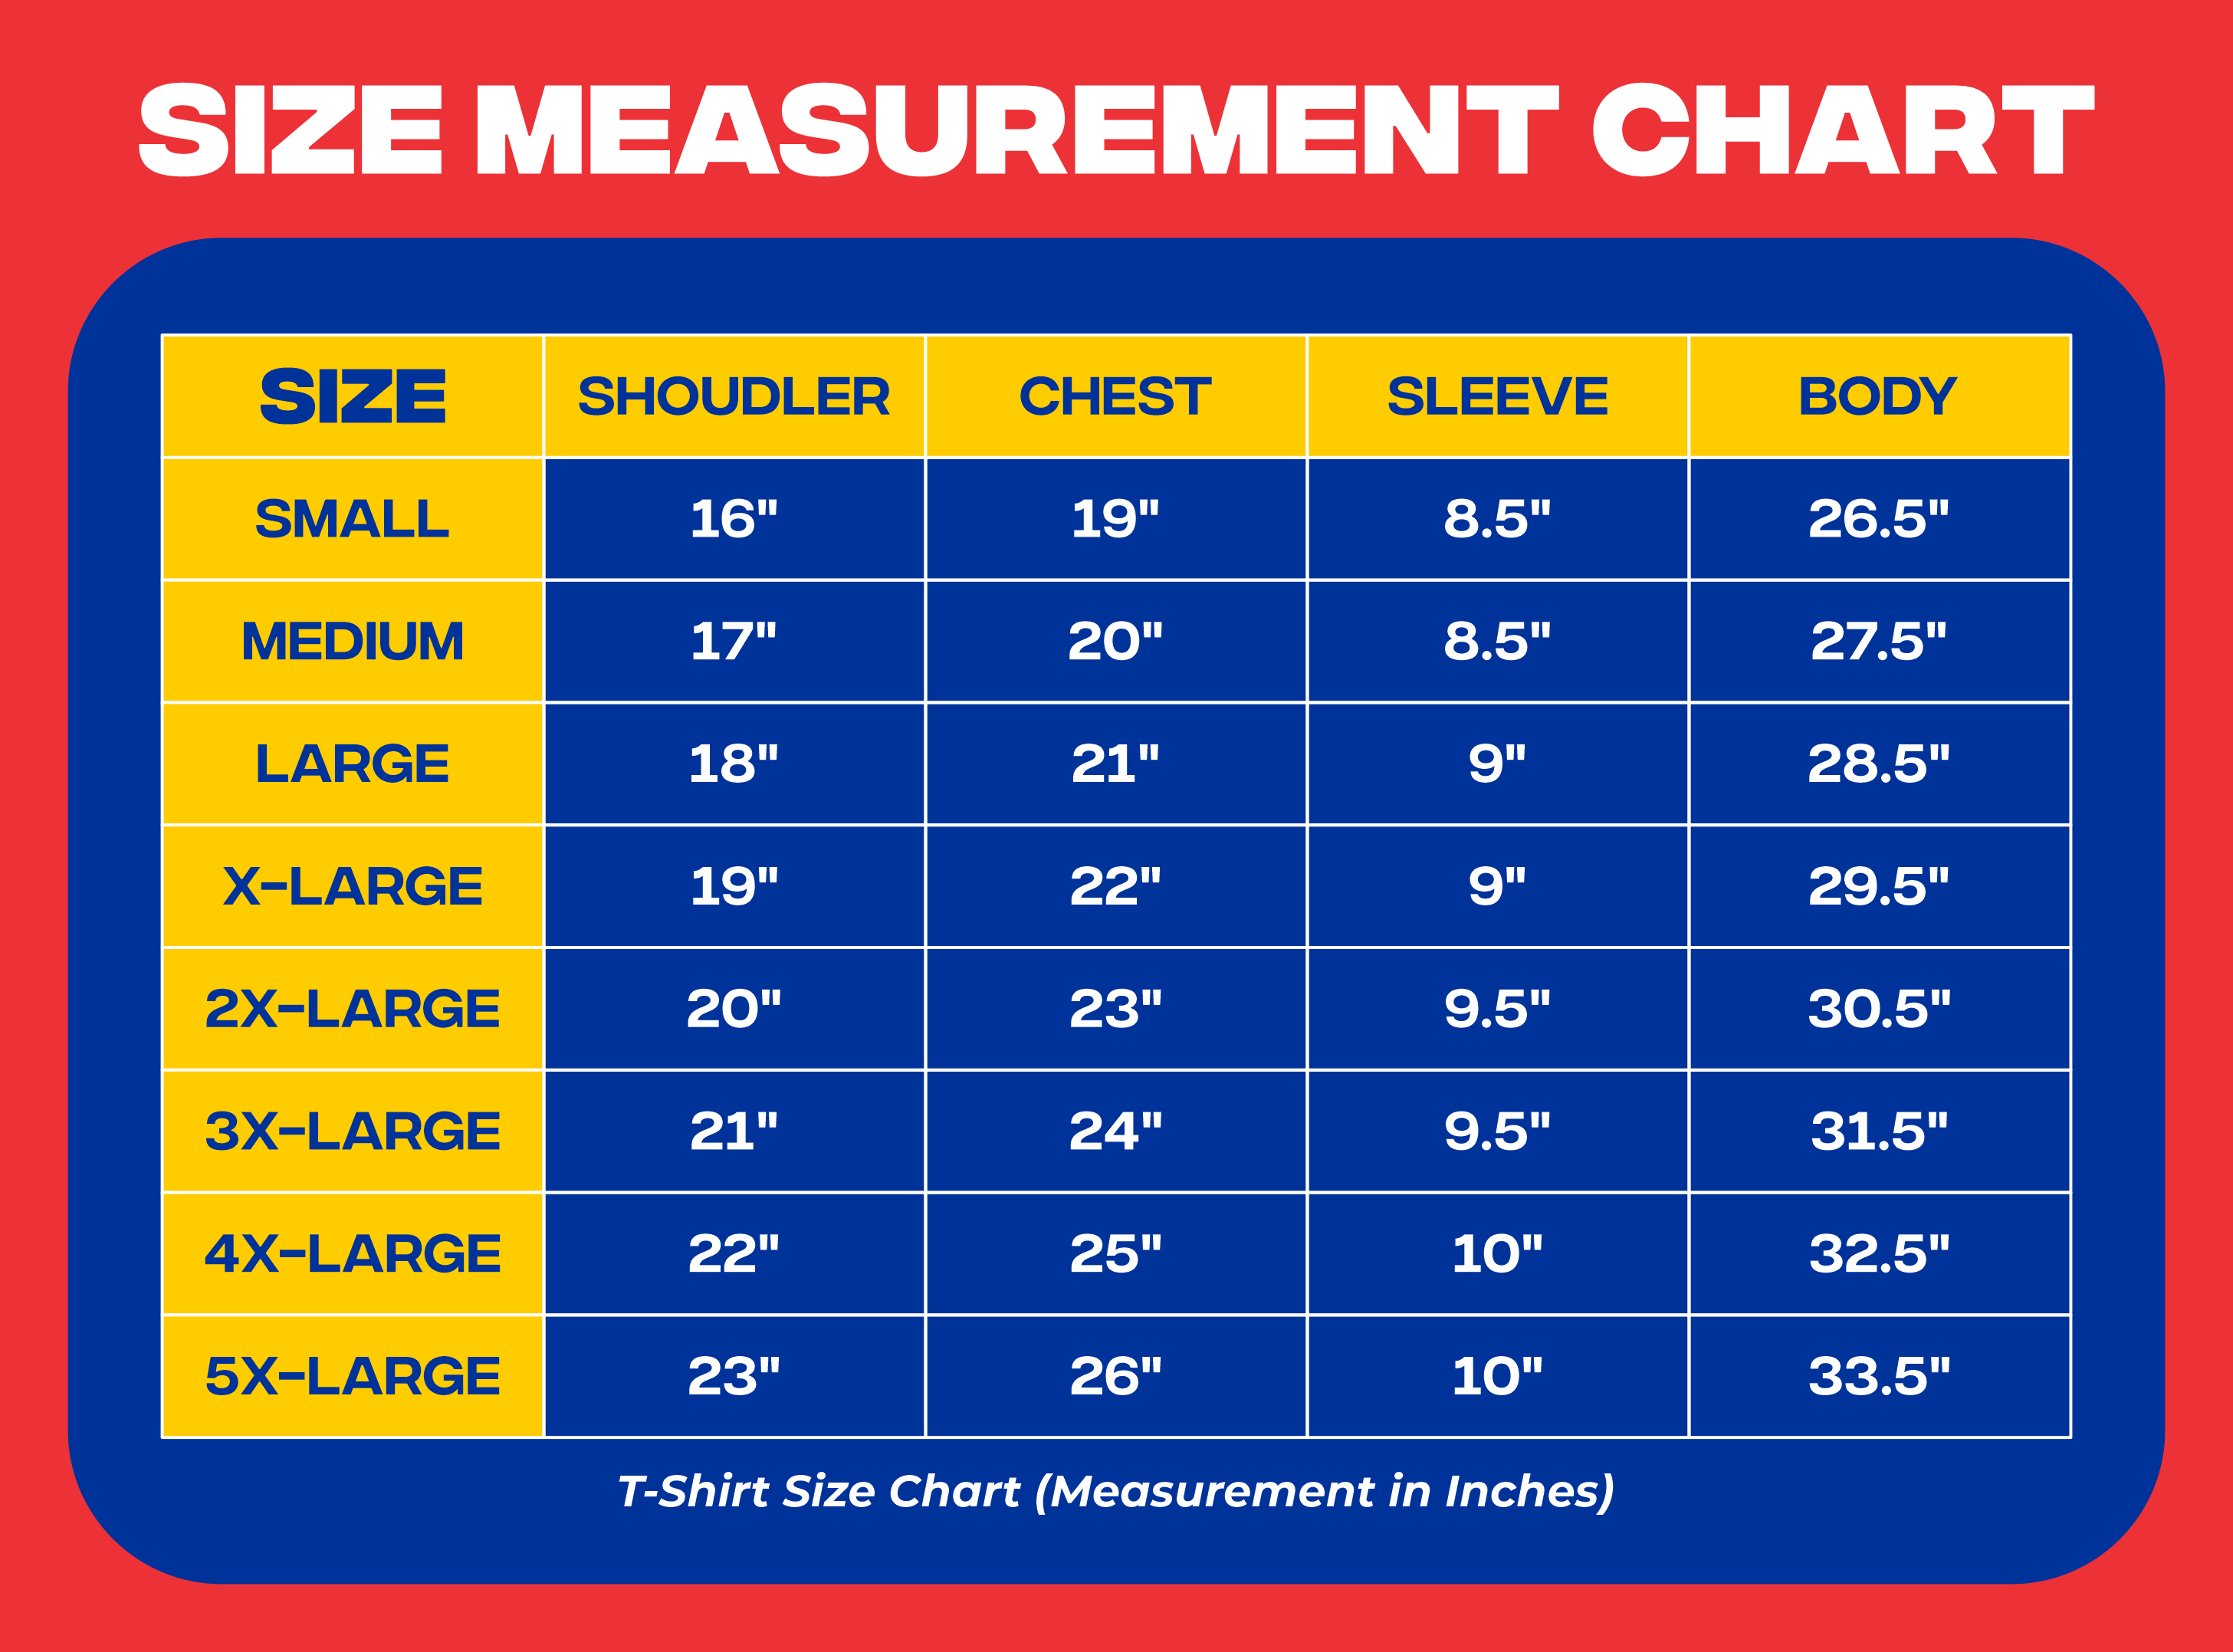 SIZE MEASUREMENT CHART
SIZE SHOUDLER CHEST SLEEVE BODY
SMALL 16" 19" 8.5" 26.5"
MEDIUM 17" 20" 8.5" 27.5"
LARGE 18" 21" 9" 28.5"
X-LARGE 19" 22" 9" 29.5"
2X-LARGE 20" 23" 9.5" 30.5"
3X-LARGE 21" 24" 9.5" 31.5"
4X-LARGE 22" 25" 10" 32.5"
5X-LARGE 23" 26" 10" 33.5"
T-Shirt Size Chart (Measurement in Inches)